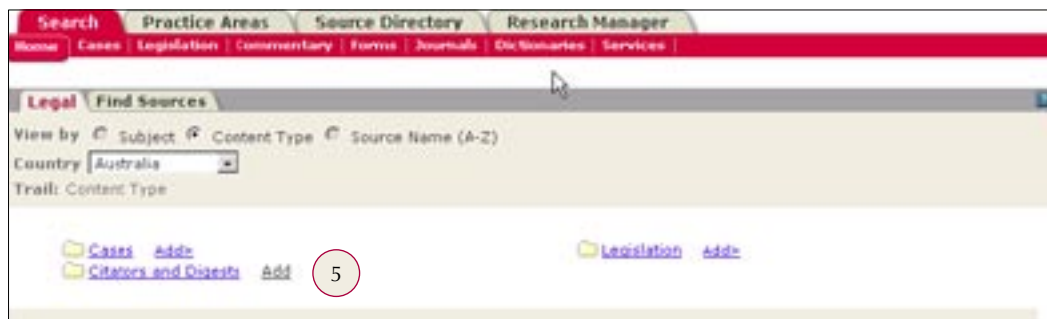 Search Practice Areas Source Directory Research Manager
Home Cases Legislation Commentary Forms Journals Dictionaries Services
Legal Find Sources
View by Subject Content Type Source Name (A-Z)
Country Australia
Trail: Content Type
Cases Add> Legislation Add>
Citators and Digests Add 5